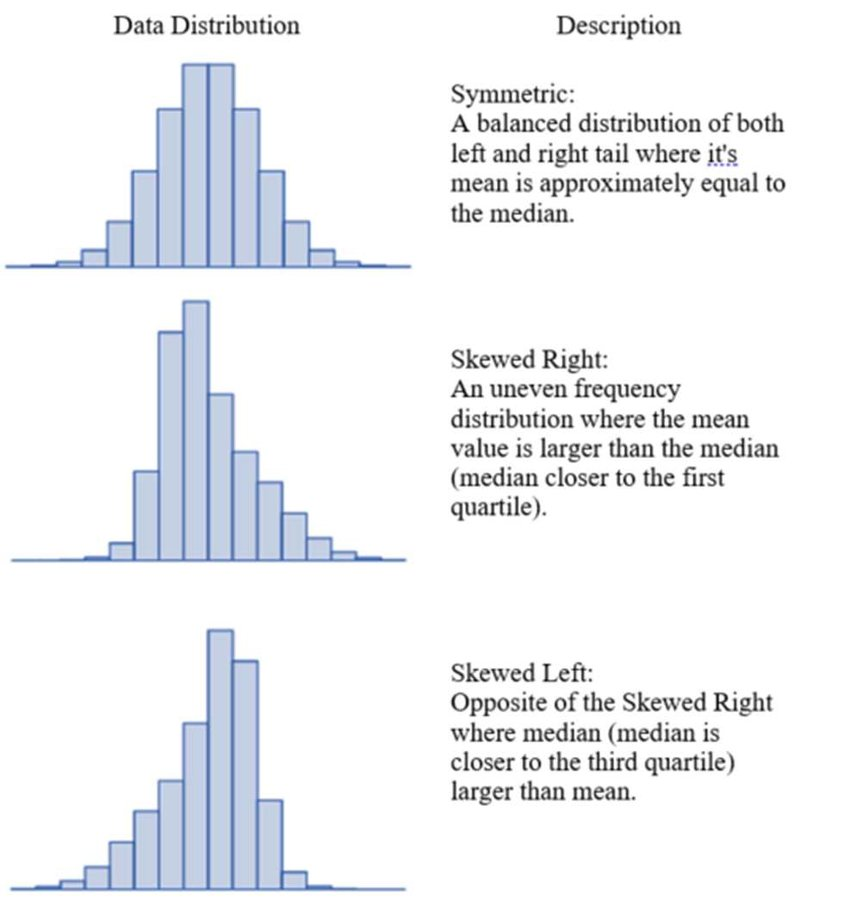 Data Distribution
Description
Symmetric:
A balanced distribution of both
left and right tail where it's
mean is approximately equal to
the median.
Skewed Right:
An uneven frequency
distribution where the mean
value is larger than the median
(median closer to the first
quartile).
Skewed Left:
Opposite of the Skewed Right
where median (median is
closer to the third quartile)
larger than mean.